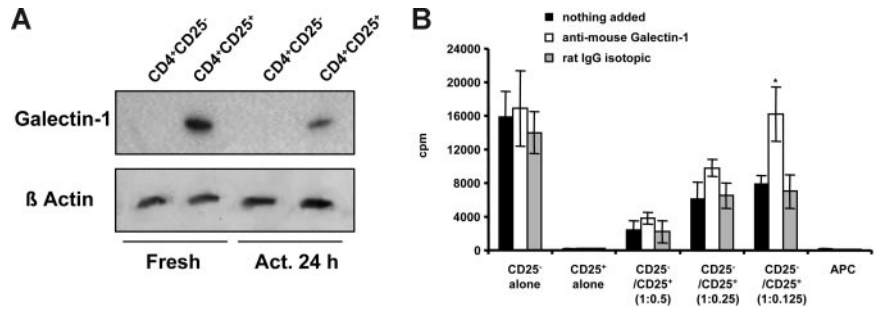 A
CD4⁺CD25⁻
CD4⁺CD25⁺
CD4⁺CD25⁻
CD4⁺CD25⁺
Galectin-1
ß Actin
Fresh
Act. 24 h
B
nothing added
anti-mouse Galectin-1
rat IgG isotopic
24000
20000
16000
12000
8000
4000
0
cpm
*
CD25⁻
alone
CD25⁺
alone
CD25⁻
/CD25⁺
(1:0.5)
CD25⁻
/CD25⁺
(1:0.25)
CD25⁻
/CD25⁺
(1:0.125)
APC